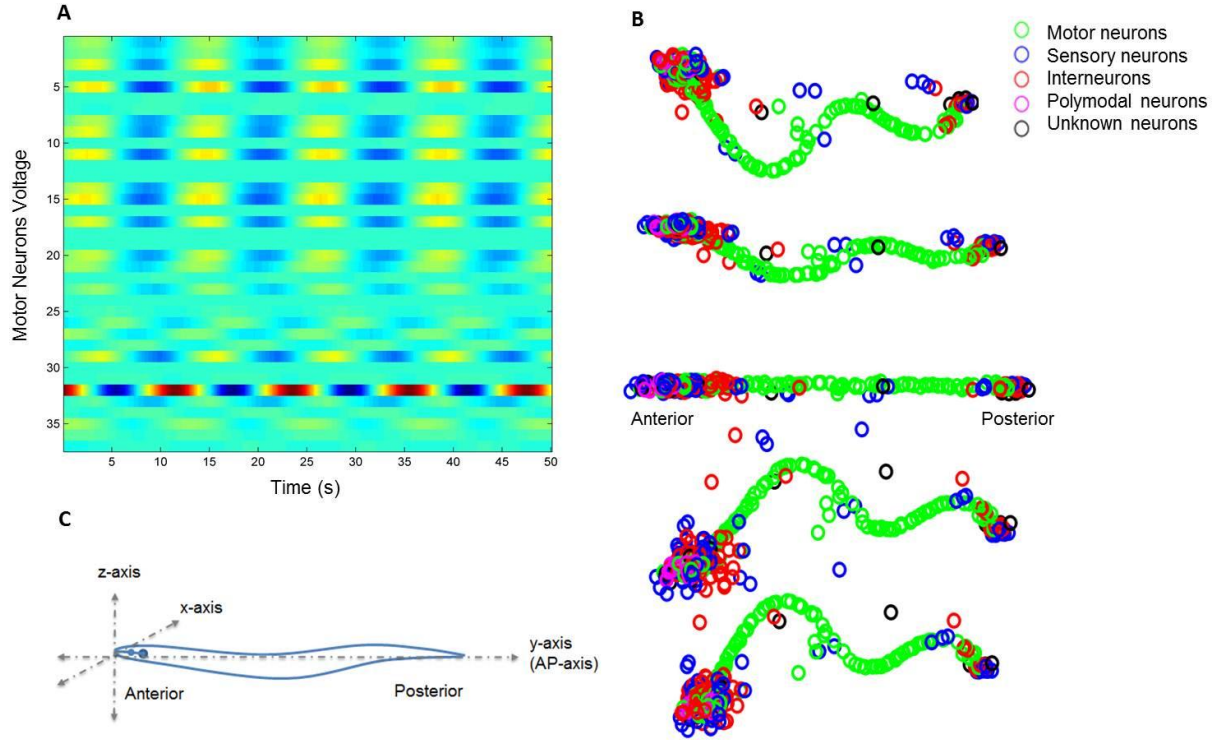 A
Motor Neurons Voltage
5
10
15
20
25
30
35
5
10
15
20
25
30
35
40
45
50
Time (s)
B
Motor neurons
Sensory neurons
Interneurons
Polymodal neurons
Unknown neurons
Anterior
Posterior
C
z-axis
x-axis
y-axis
(AP-axis)
Anterior
Posterior